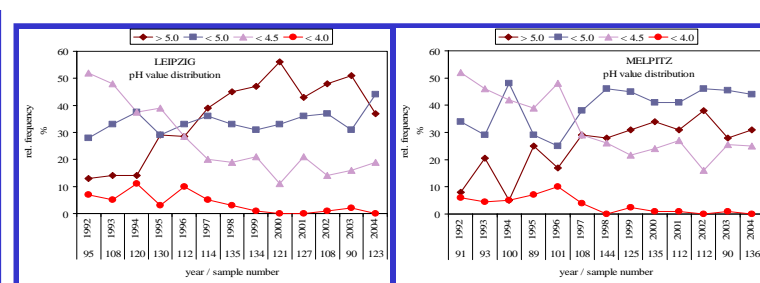 > 5.0 < 5.0 < 4.5 < 4.0
LEIPZIG
pH value distribution
rel. frequency
%
60
50
40
30
20
10
0
1992 1993 1994 1995 1996 1997 1998 1999 2000 2001 2002 2003 2004
95 108 120 130 112 114 135 134 121 127 108 90 123
year / sample number
> 5.0 < 5.0 < 4.5 < 4.0
MELPITZ
pH value distribution
rel. frequency
%
60
50
40
30
20
10
0
1992 1993 1994 1995 1996 1997 1998 1999 2000 2001 2002 2003 2004
91 93 100 89 101 108 144 123 135 112 112 90 136
year / sample number